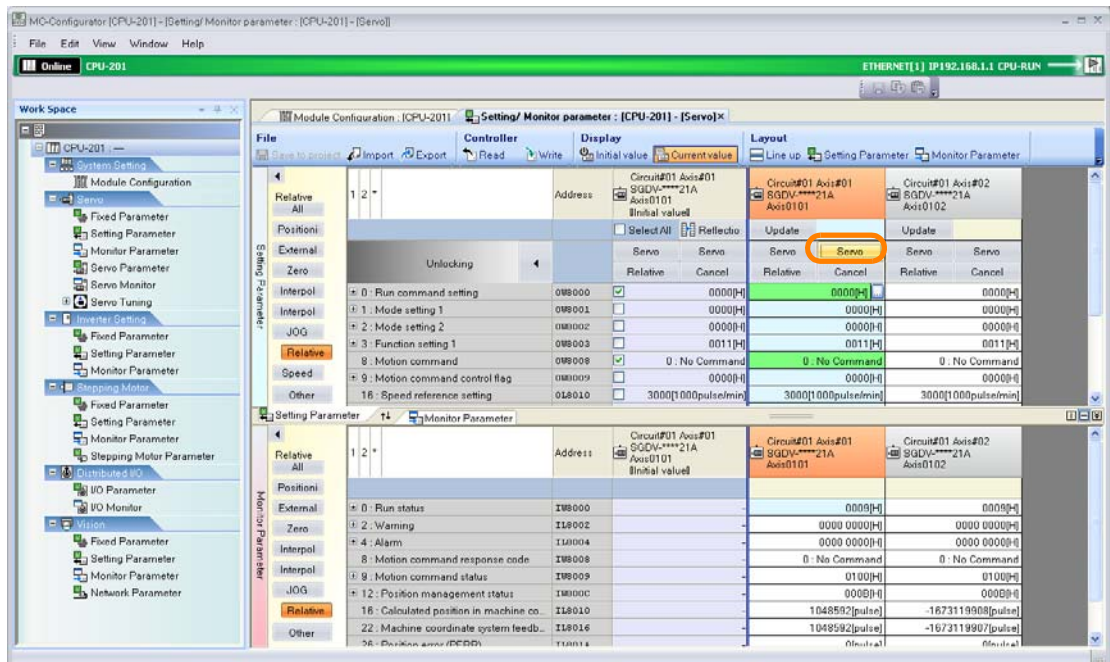 MC-Configurator [CPU-201] - [Setting/ Monitor parameter : [CPU-201] - [Servo]]
File Edit View Window Help
Online CPU-201 ETHERNET[1] IP192.168.1.1 CPU-RUN
Work Space
CPU-201 : ---
System Setting
Module Configuration
Servo
Fixed Parameter
Setting Parameter
Monitor Parameter
Servo Parameter
Servo Monitor
Servo Tuning
Inverter Setting
Fixed Parameter
Setting Parameter
Monitor Parameter
Stepping Motor
Fixed Parameter
Setting Parameter
Monitor Parameter
Stepping Motor Parameter
Distributed I/O
I/O Parameter
I/O Monitor
Vision
Fixed Parameter
Setting Parameter
Monitor Parameter
Network Parameter
Module Configuration : [CPU-201] Setting/ Monitor parameter : [CPU-201] - [Servo]
File Controller Display Layout
Save to project Import Export Read Write Initial value Current value Line up Setting Parameter Monitor Parameter
Setting Parameter
Relative
All
Positioni
External
Zero
Interpol
Interpol
JOG
Relative
Speed
Other
1 2 * Address
Circuit#01 Axis#01
SGDV-****21A
Axis0101
[Initial value]
Circuit#01 Axis#01
SGDV-****21A
Axis0101
Circuit#01 Axis#02
SGDV-****21A
Axis0102
Select All Reflectio Update Update
Unlocking
Servo Servo Servo Servo Servo Servo
Relative Cancel Relative Cancel Relative Cancel
0 : Run command setting OW8000 0000[H] 0000[H] 0000[H]
1 : Mode setting 1 OW8001 0000[H] 0000[H] 0000[H]
2 : Mode setting 2 OW8002 0000[H] 0000[H] 0000[H]
3 : Function setting 1 OW8003 0011[H] 0011[H] 0011[H]
8 : Motion command OW8008 0 : No Command 0 : No Command 0 : No Command
9 : Motion command control flag OW8009 0000[H] 0000[H] 0000[H]
16 : Speed reference setting OL8010 3000[1000pulse/min] 3000[1000pulse/min] 3000[1000pulse/min]
Setting Parameter Monitor Parameter
Monitor Parameter
Relative
All
Positioni
External
Zero
Interpol
Interpol
JOG
Relative
Other
1 2 * Address
Circuit#01 Axis#01
SGDV-****21A
Axis0101
[Initial value]
Circuit#01 Axis#01
SGDV-****21A
Axis0101
Circuit#01 Axis#02
SGDV-****21A
Axis0102
0 : Run status IW8000 - 0009[H] 0009[H]
2 : Warning IL8002 - 0000 0000[H] 0000 0000[H]
4 : Alarm IL8004 - 0000 0000[H] 0000 0000[H]
8 : Motion command response code IW8008 - 0 : No Command 0 : No Command
9 : Motion command status IW8009 - 0100[H] 0100[H]
12 : Position management status IW800C - 000B[H] 000B[H]
16 : Calculated position in machine co... IL8010 - 1048592[pulse] -1673119908[pulse]
22 : Machine coordinate system feedb... IL8016 - 1048592[pulse] -1673119907[pulse]
26 : Position error (PERR) IL801A - 0[pulse] 0[pulse]